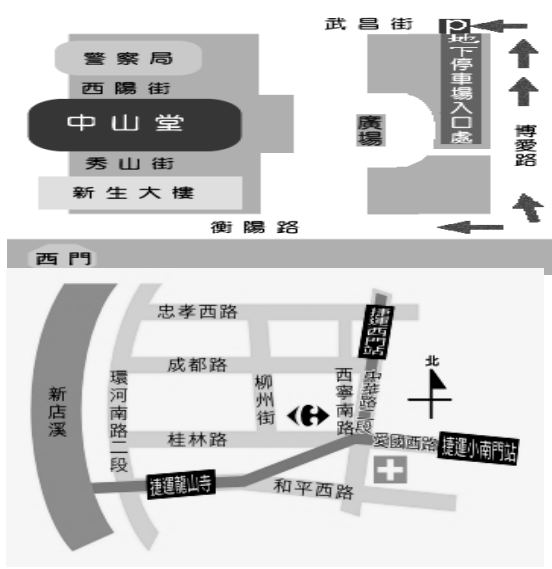 武昌街
P
地下停車場入口處
警察局
西陽街
中山堂
廣場
博愛路
秀山街
新生大樓
衡陽路
西門
忠孝西路
捷運西門站
成都路
北
新店溪
環河南路二段
柳州街
西寧南路
中華路二段
桂林路
愛國西路
捷運小南門站
捷運龍山寺
和平西路